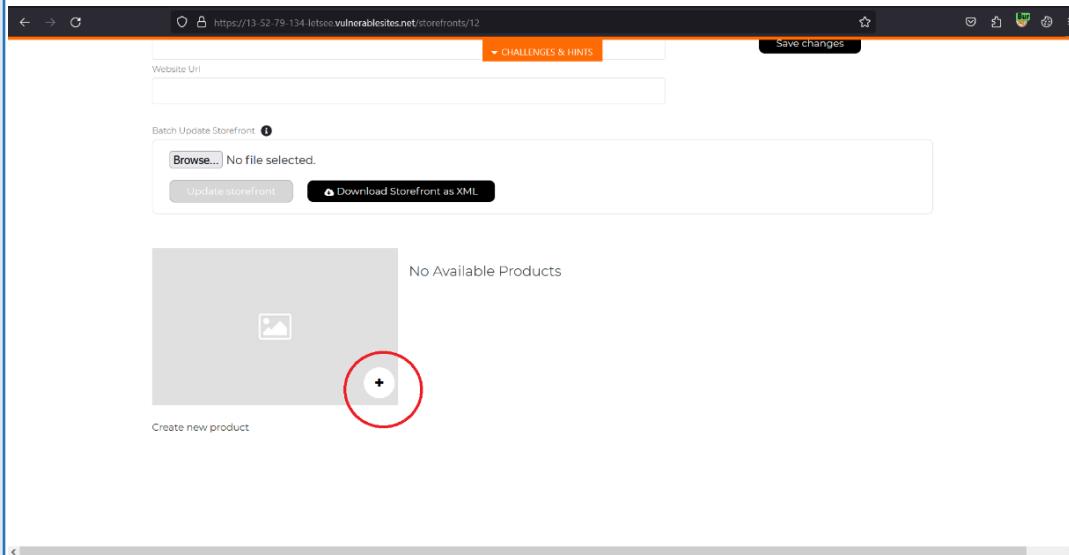 https://13-52-79-134-letsee.vulnerablesites.net/storefronts/12
Bur
CHALLENGES & HINTS
Save changes
Website Url
Batch Update Storefront
Browse... No file selected.
Update storefront
Download Storefront as XML
No Available Products
+
Create new product